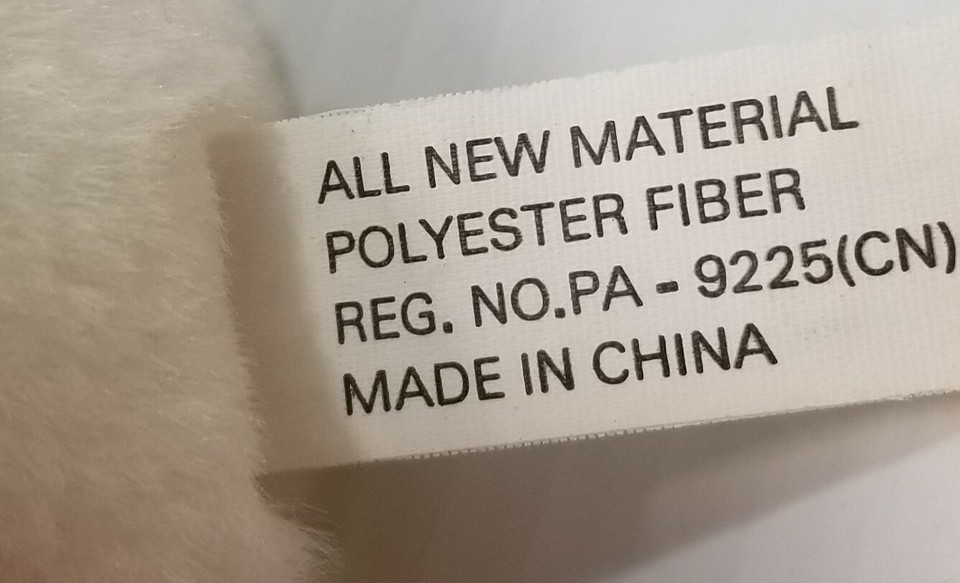 ALL NEW MATERIAL
POLYESTER FIBER
REG. NO.PA - 9225(CN)
MADE IN CHINA